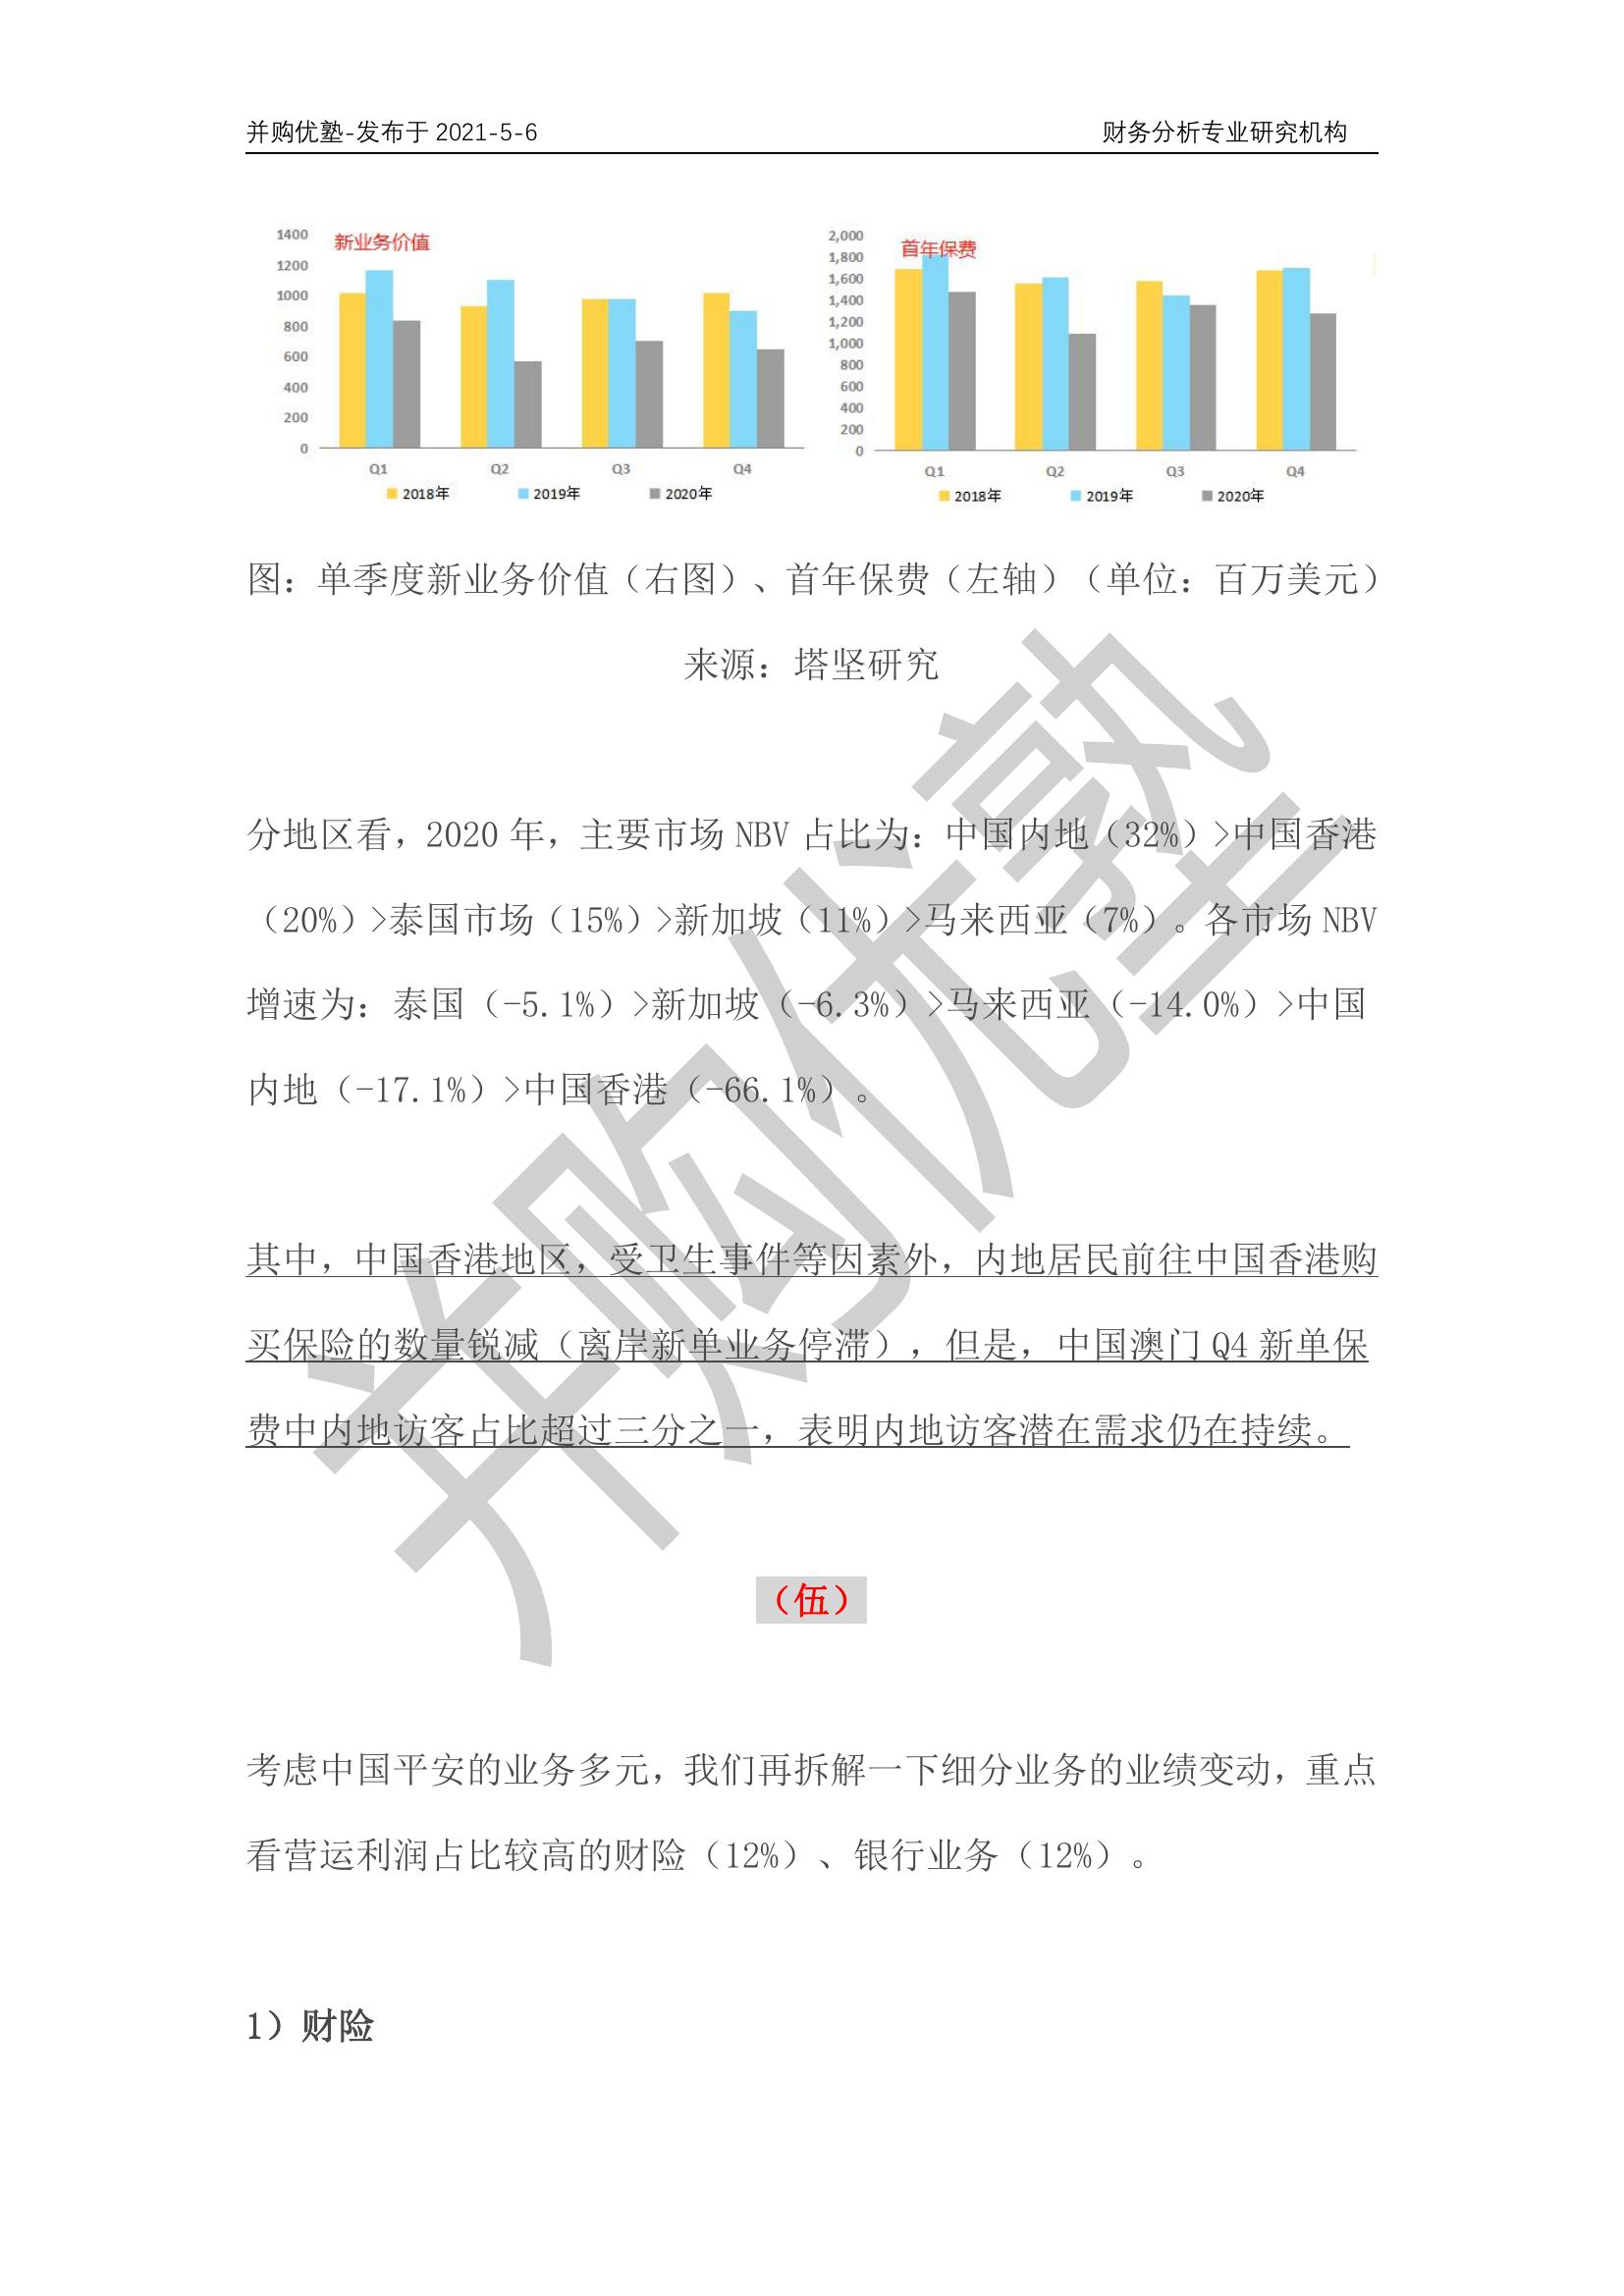 并购优塾-发布于 2021-5-6 财务分析专业研究机构
新业务价值
1400
1200
1000
800
600
400
200
0
Q1 Q2 Q3 Q4
2018年 2019年 2020年
首年保费
2,000
1,800
1,600
1,400
1,200
1,000
800
600
400
200
0
Q1 Q2 Q3 Q4
2018年 2019年 2020年
图：单季度新业务价值（右图）、首年保费（左轴）（单位：百万美元）
来源：塔坚研究
分地区看，2020 年，主要市场 NBV 占比为：中国内地（32%）>中国香港
（20%）>泰国市场（15%）>新加坡（11%）>马来西亚（7%）。各市场 NBV
增速为：泰国（-5.1%）>新加坡（-6.3%）>马来西亚（-14.0%）>中国
内地（-17.1%）>中国香港（-66.1%）。
其中，中国香港地区，受卫生事件等因素外，内地居民前往中国香港购
买保险的数量锐减（离岸新单业务停滞），但是，中国澳门 Q4 新单保
费中内地访客占比超过三分之一，表明内地访客潜在需求仍在持续。
（伍）
考虑中国平安的业务多元，我们再拆解一下细分业务的业绩变动，重点
看营运利润占比较高的财险（12%）、银行业务（12%）。
1）财险
并购优塾